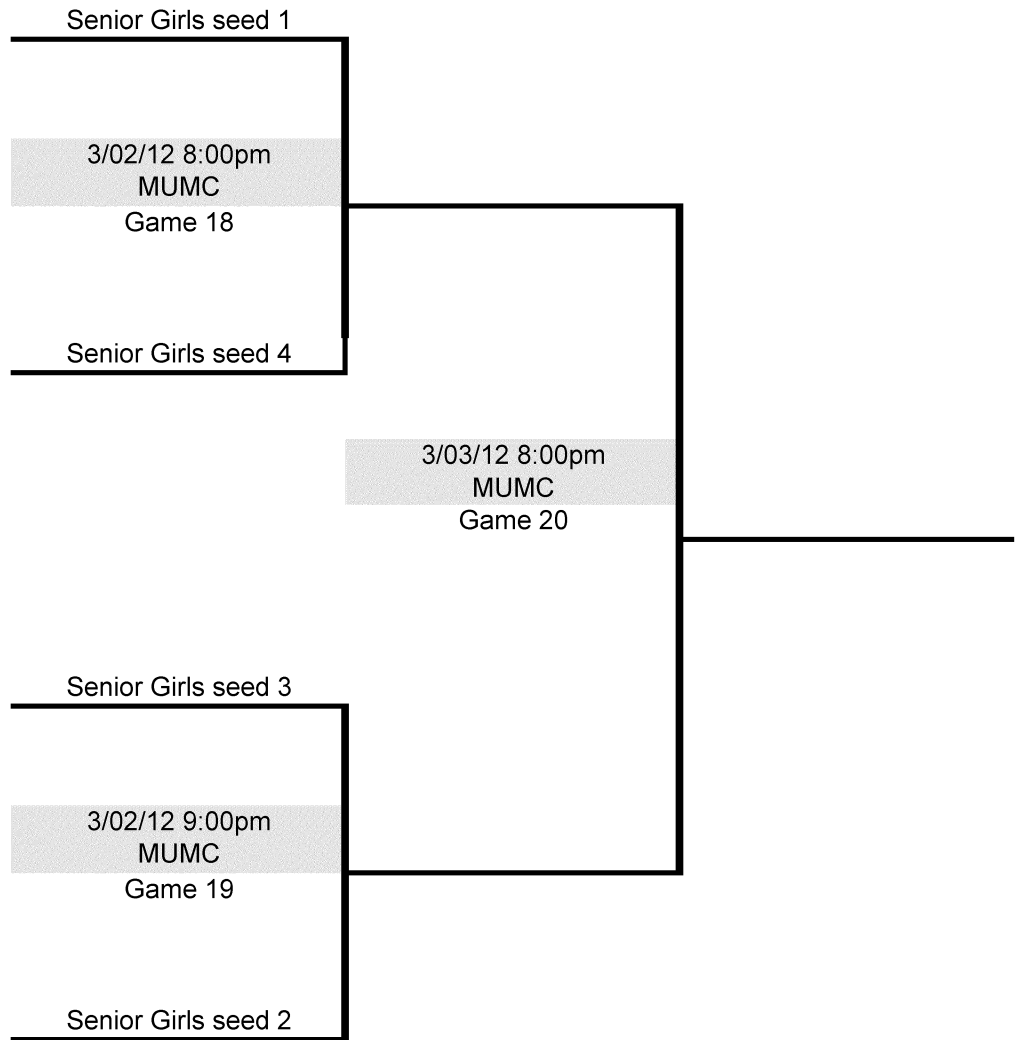 Senior Girls seed 1
3/02/12 8:00pm
MUMC
Game 18
Senior Girls seed 4
3/03/12 8:00pm
MUMC
Game 20
Senior Girls seed 3
3/02/12 9:00pm
MUMC
Game 19
Senior Girls seed 2